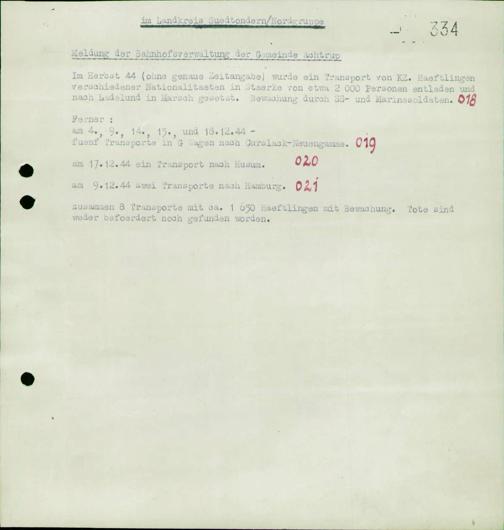 im Landkreis Suedtondern/Nordgruppe
334
Meldung der Bahnhofsverwaltung der Gemeinde Achtrup
Im Herbst 44 (ohne genaue Zeitangabe) wurde ein Transport von KZ. Haeftlingen
verschiedener Nationalitaeten in Staerke von etwa 2 000 Personen entladen und
nach Ladelund in Marsch gesetzt. Bewachung durch SS- und Marinesoldaten. 018
Ferner:
am 4., 9., 14., 15., und 18.12.44 -
fuenf Transporte in G Wagen nach Curslack-Neuengamme. 019
am 17.12.44 ein Transport nach Husum. 020
am 9.12.44 zwei Transporte nach Hamburg. 021
zusammen 8 Transporte mit ca. 1 650 Haeftlingen mit Bewachung. Tote sind
weder befoerdert noch gefunden worden.